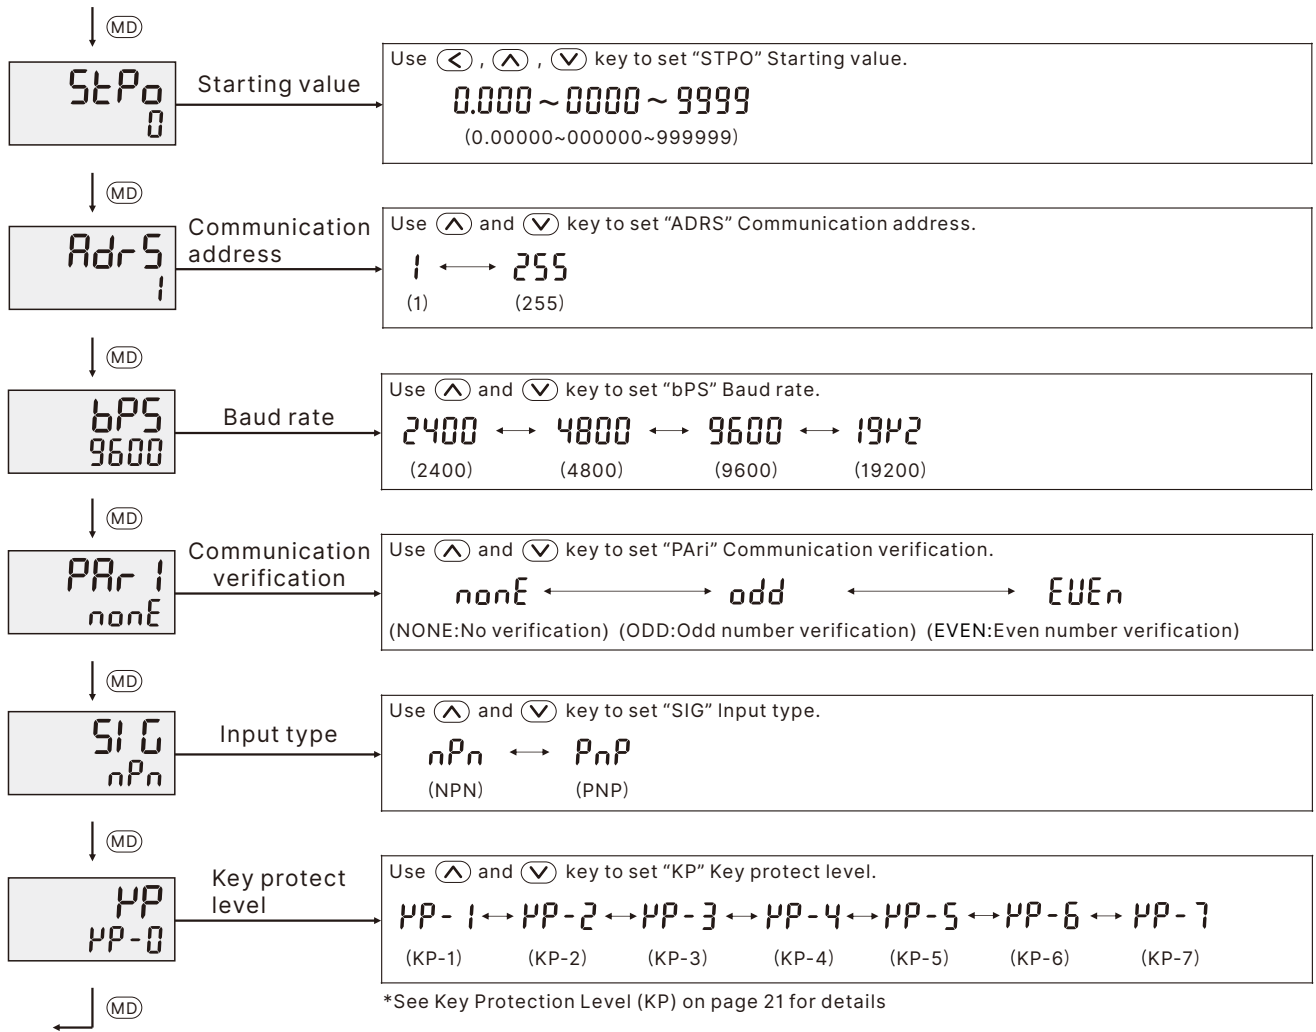 MD
StPo
0
Starting value
Use <, ∧, ∨ key to set “STPO” Starting value.
0.000 ~ 0000 ~ 9999
(0.00000~000000~999999)
MD
AdrS
1
Communication
address
Use ∧ and ∨ key to set “ADRS” Communication address.
1 ↔ 255
(1) (255)
MD
bPS
9600
Baud rate
Use ∧ and ∨ key to set “bPS” Baud rate.
2400 ↔ 4800 ↔ 9600 ↔ 19K2
(2400) (4800) (9600) (19200)
MD
PArI
nonE
Communication
verification
Use ∧ and ∨ key to set “PAri” Communication verification.
nonE ↔ odd ↔ EVEn
(NONE:No verification) (ODD:Odd number verification) (EVEN:Even number verification)
MD
SIG
nPn
Input type
Use ∧ and ∨ key to set “SIG” Input type.
nPn ↔ PnP
(NPN) (PNP)
MD
KP
KP-0
Key protect
level
Use ∧ and ∨ key to set “KP” Key protect level.
KP-1 ↔ KP-2 ↔ KP-3 ↔ KP-4 ↔ KP-5 ↔ KP-6 ↔ KP-7
(KP-1) (KP-2) (KP-3) (KP-4) (KP-5) (KP-6) (KP-7)
MD
*See Key Protection Level (KP) on page 21 for details